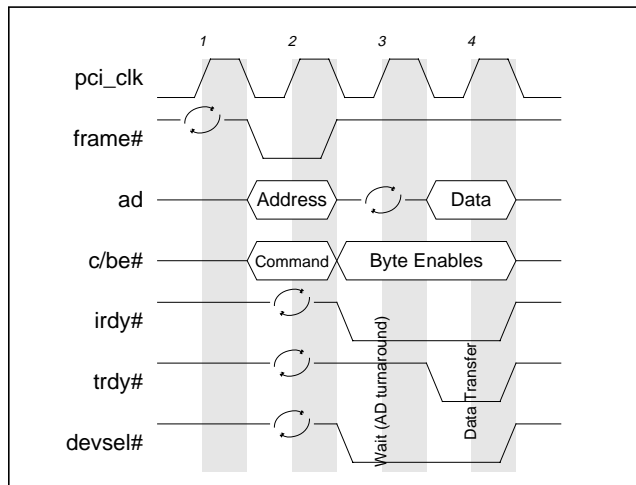 1 2 3 4
pci_clk
frame#
ad
Address
Data
c/be#
Command
Byte Enables
irdy#
trdy#
devsel#
Wait (AD turnaround)
Data Transfer